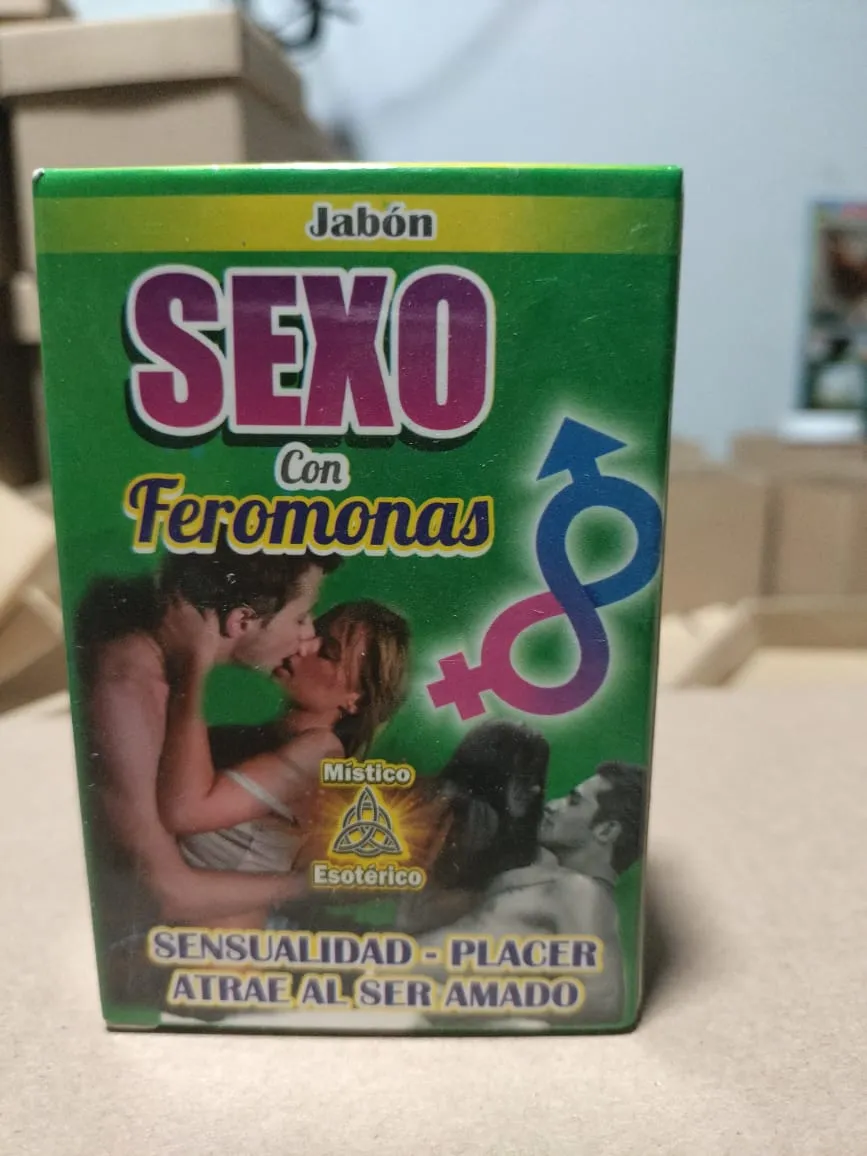 Jabón
SEXO
Con
Feromonas
Místico
Esotérico
SENSUALIDAD - PLACER
ATRAE AL SER AMADO